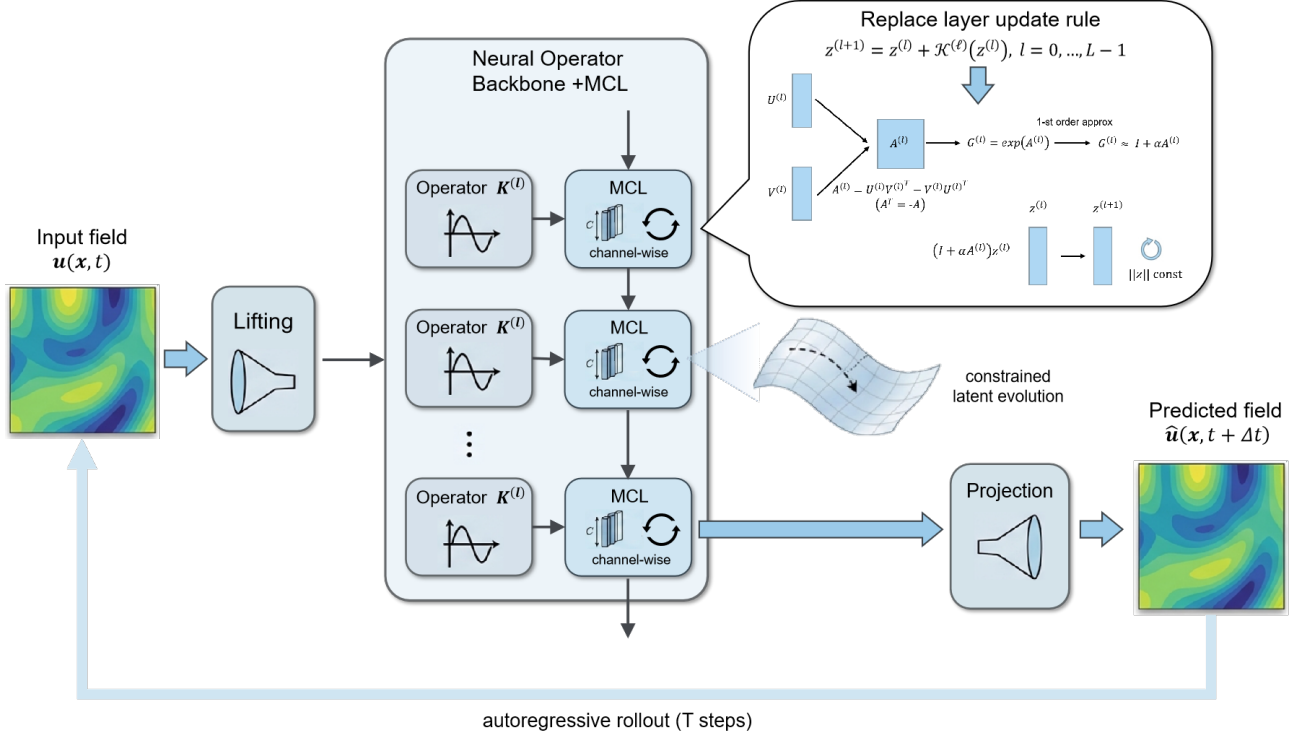 Replace layer update rule
z^(l+1) = z^(l) + 𝒦^(ℓ)(z^(l)), l = 0, ..., L − 1
U^(l)
1-st order approx
A^(l)
G^(l) = exp(A^(l))
G^(l) ≈ I + αA^(l)
V^(l)
A^(l) − U^(l)V^(l)^T − V^(l)U^(l)^T
(A^T = -A)
z^(l)
z^(l+1)
(I + αA^(l))z^(l)
||z|| const
Neural Operator
Backbone +MCL
Operator K^(l)
MCL
C
channel-wise
Operator K^(l)
MCL
C
channel-wise
Operator K^(l)
MCL
C
channel-wise
Input field
u(x, t)
Lifting
constrained
latent evolution
Projection
Predicted field
û(x, t + Δt)
autoregressive rollout (T steps)